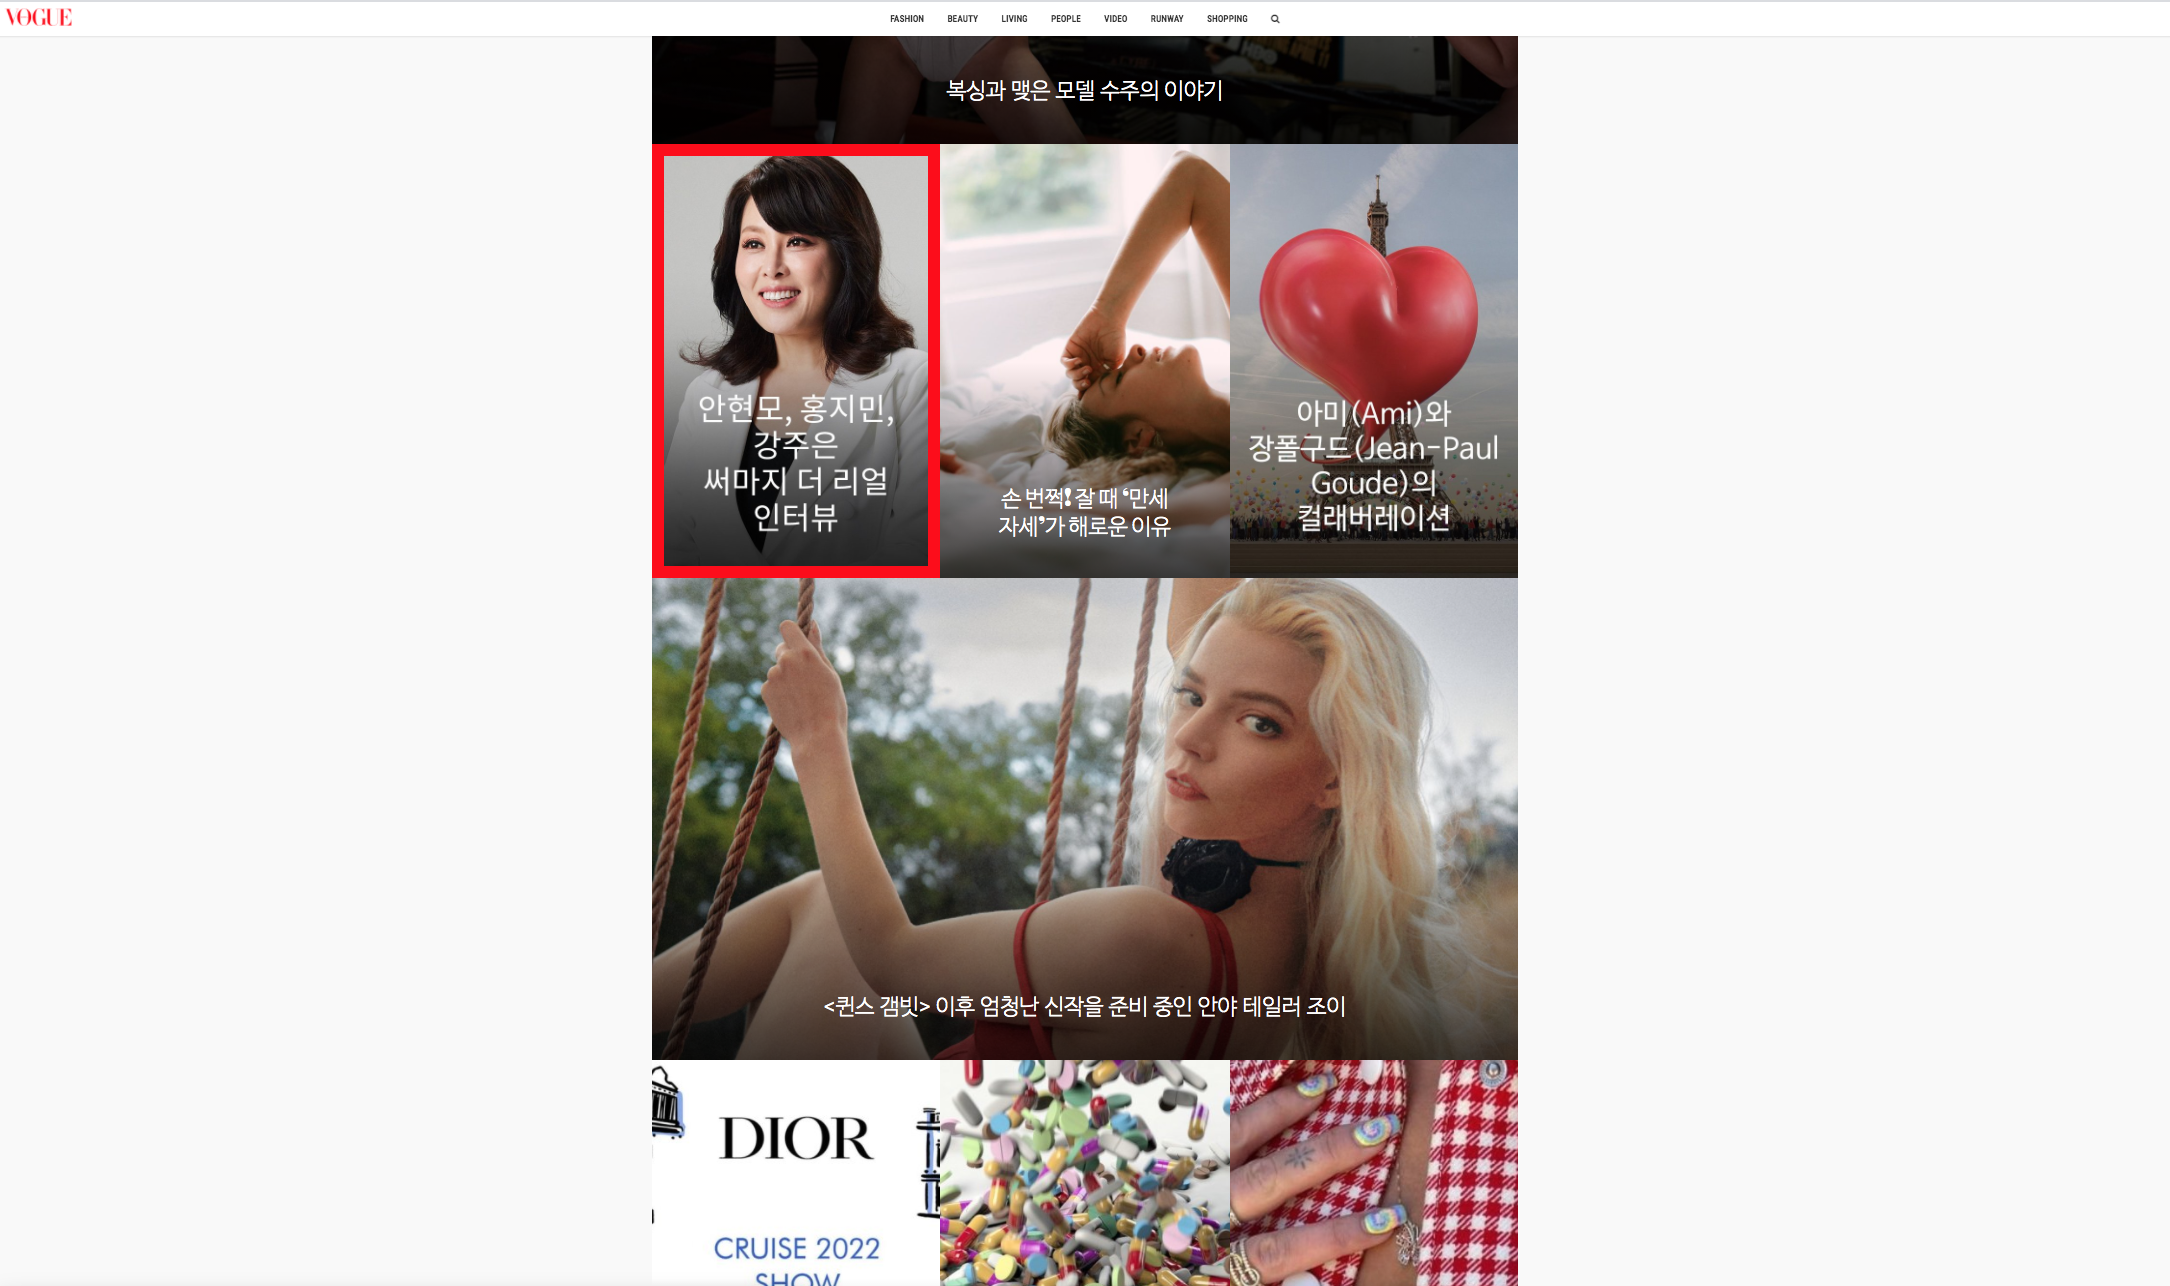 VOGUE
FASHION BEAUTY LIVING PEOPLE VIDEO RUNWAY SHOPPING
복싱과 맺은 모델 수주의 이야기
안현모, 홍지민,
강주은
써마지 더 리얼
인터뷰
손 번쩍! 잘 때 ‘만세
자세’가 해로운 이유
아미(Ami)와
장폴구드(Jean-Paul
Goude)의
컬래버레이션
<퀸스 갬빗> 이후 엄청난 신작을 준비 중인 안야 테일러 조이
DIOR
CRUISE 2022
SHOW